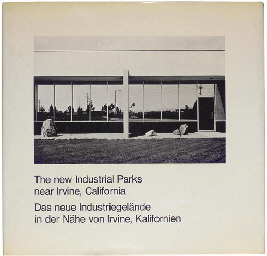 The new Industrial Parks
near Irvine, California
Das neue Industriegelände
in der Nähe von Irvine, Kalifornien